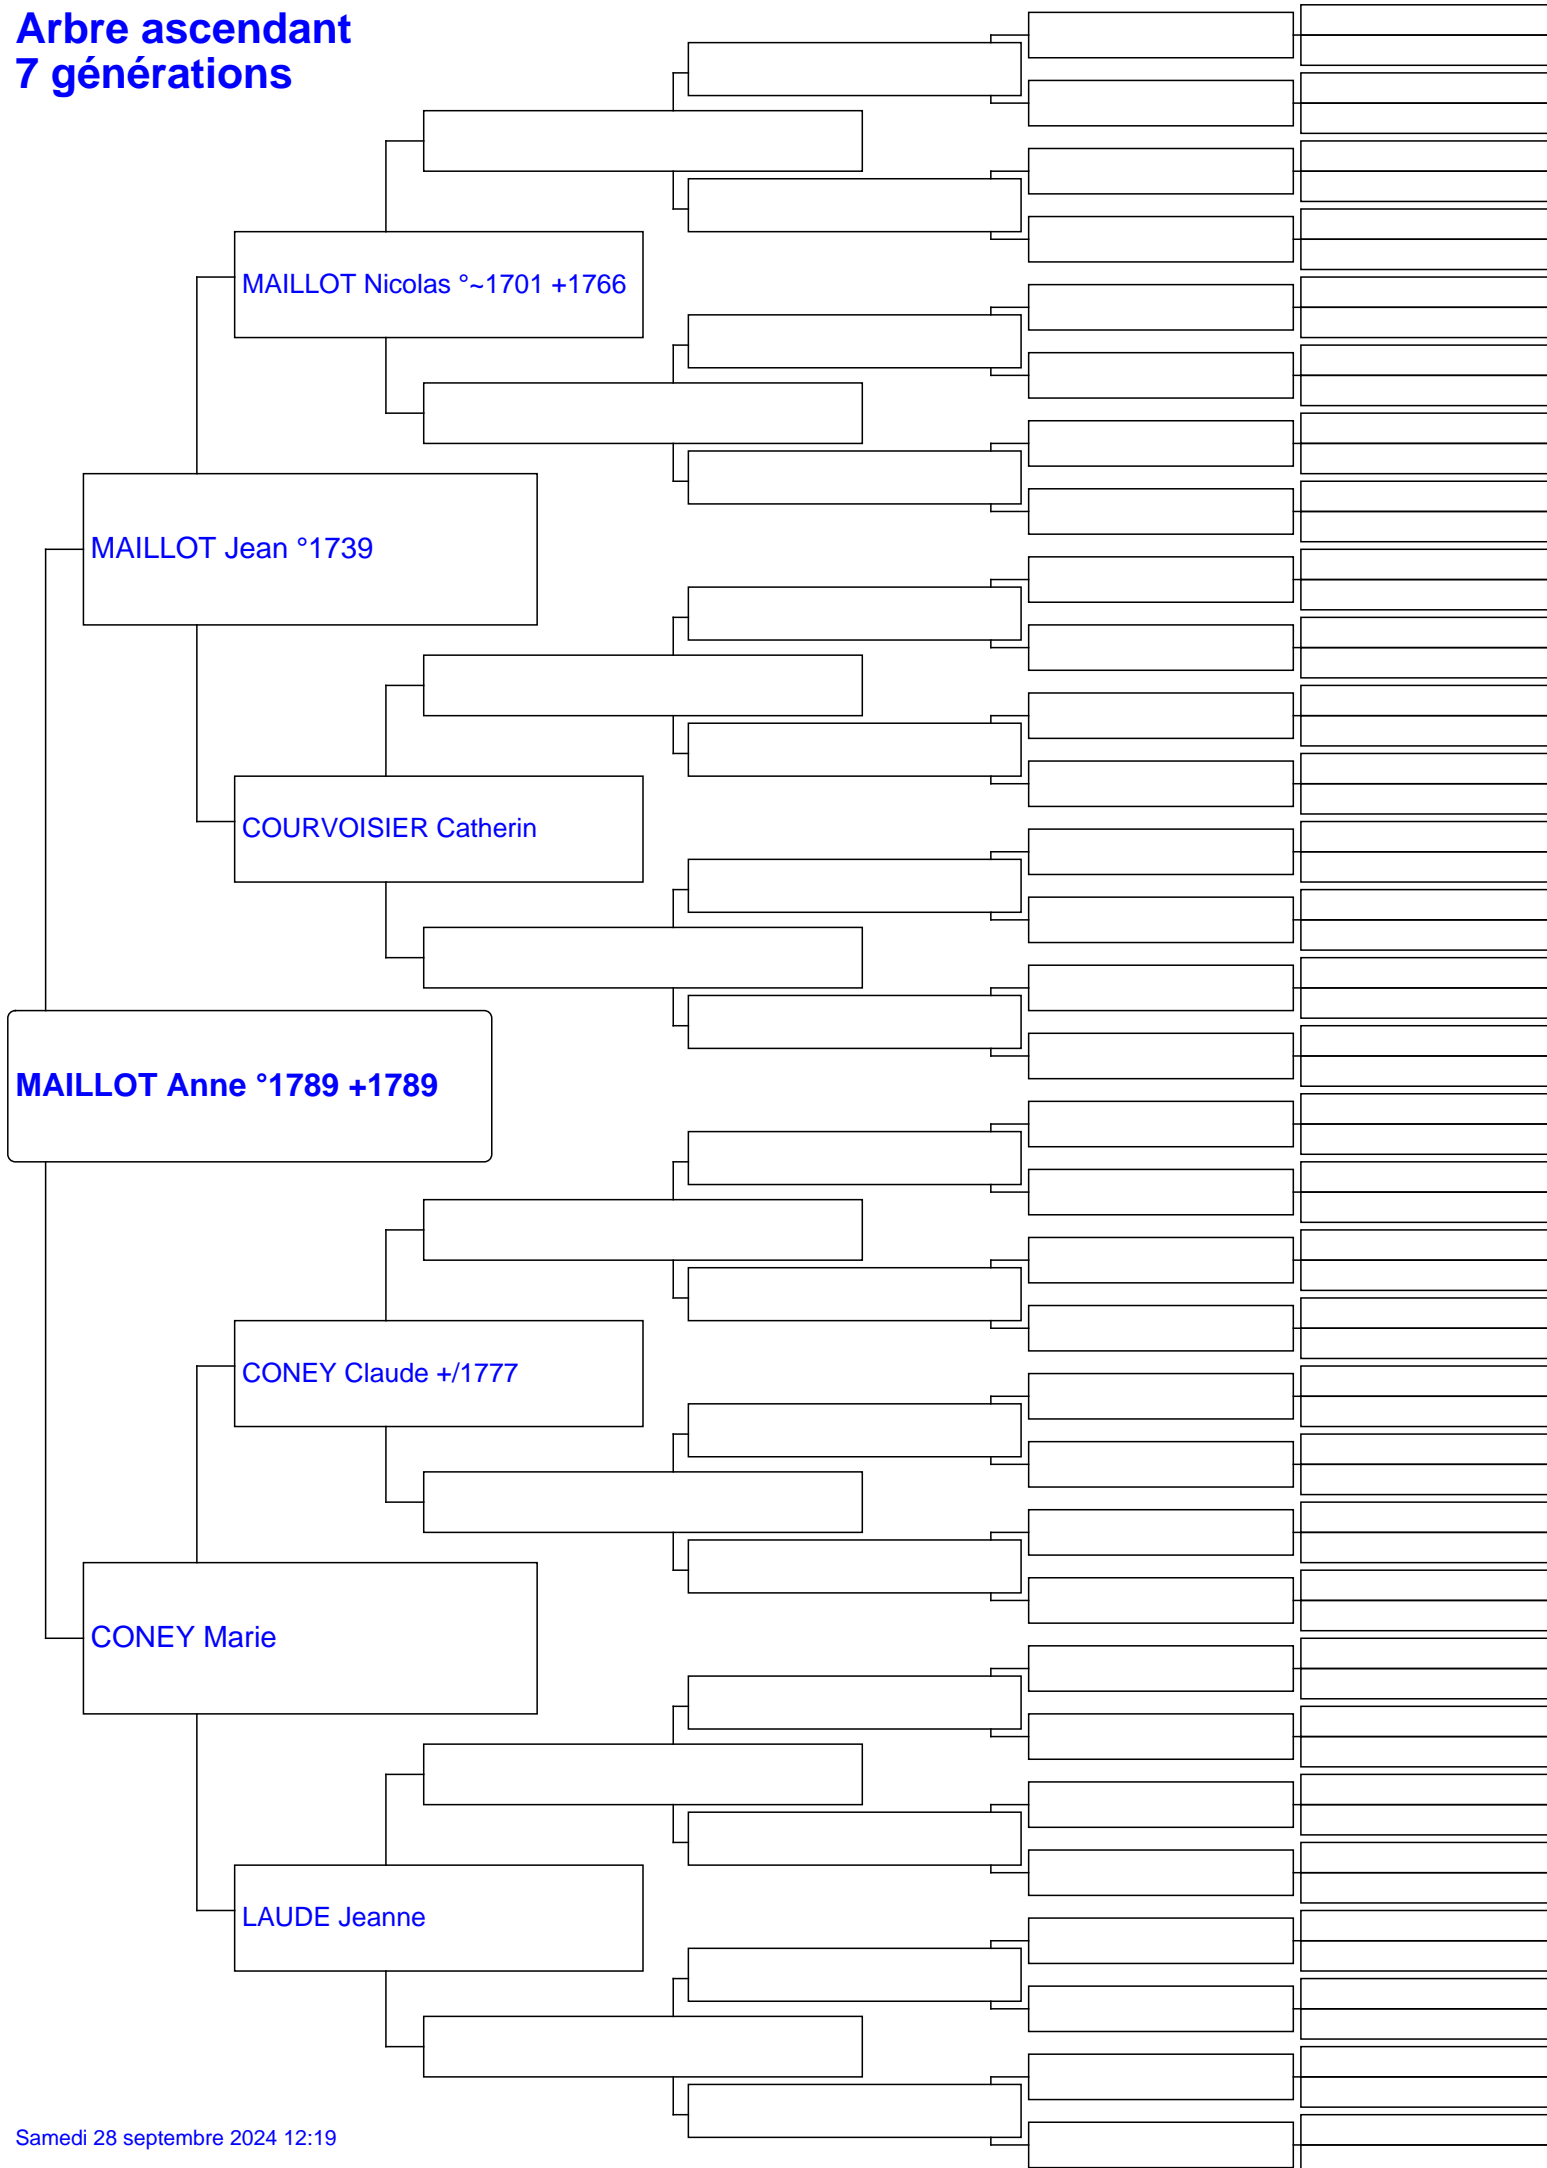 Arbre ascendant
7 générations
MAILLOT Nicolas °~1701 +1766
MAILLOT Jean °1739
COURVOISIER Catherin
MAILLOT Anne °1789 +1789
CONEY Claude +/1777
CONEY Marie
LAUDE Jeanne
Samedi 28 septembre 2024 12:19